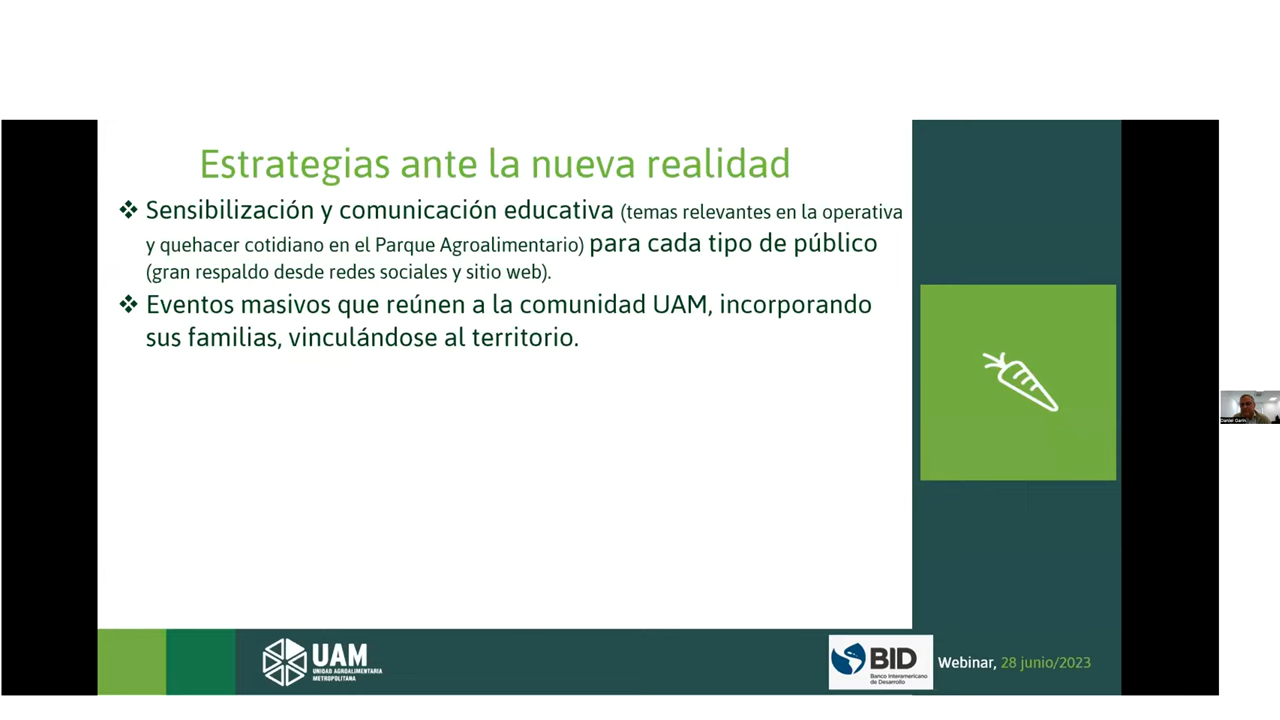 Estrategias ante la nueva realidad
❖ Sensibilización y comunicación educativa (temas relevantes en la operativa
y quehacer cotidiano en el Parque Agroalimentario) para cada tipo de público
(gran respaldo desde redes sociales y sitio web).
❖ Eventos masivos que reúnen a la comunidad UAM, incorporando
sus familias, vinculándose al territorio.
UAM
UNIDAD AGROALIMENTARIA
METROPOLITANA
BID
Banco Interamericano
de Desarrollo
Webinar, 28 junio/2023
Daniel